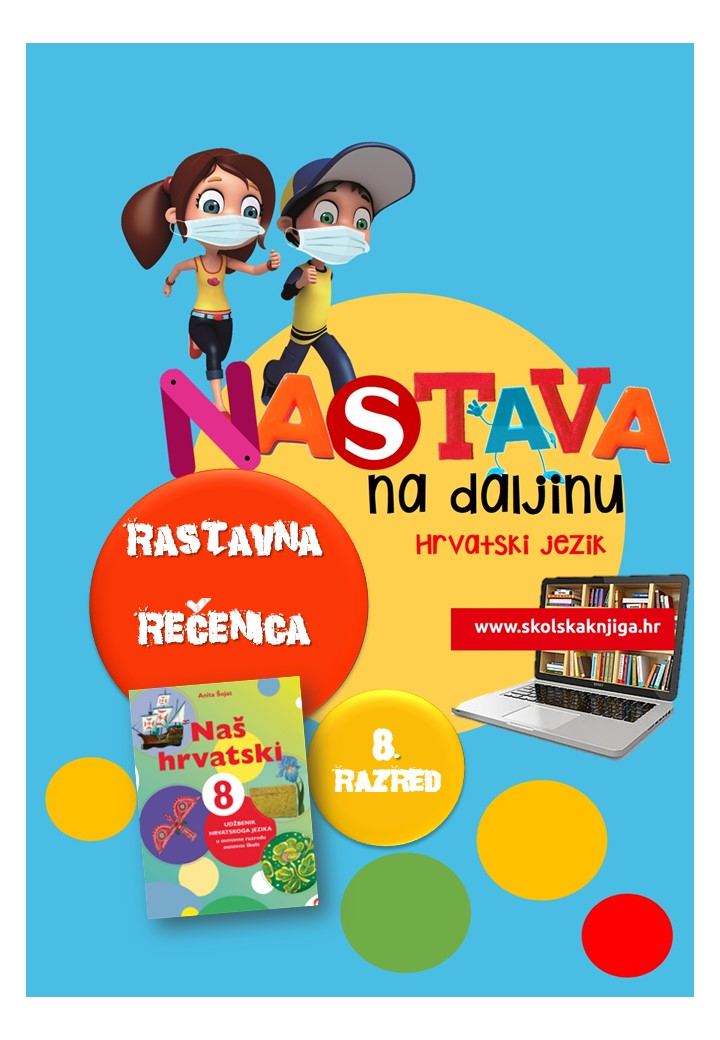 NASTAVA
na daljinu
Hrvatski jezik
RASTAVNA
REČENICA
www.skolskaknjiga.hr
Anita Šojat
Naš
hrvatski
8
UDŽBENIK
HRVATSKOGA JEZIKA
u osmome razredu
osnovne škole
8.
RAZRED